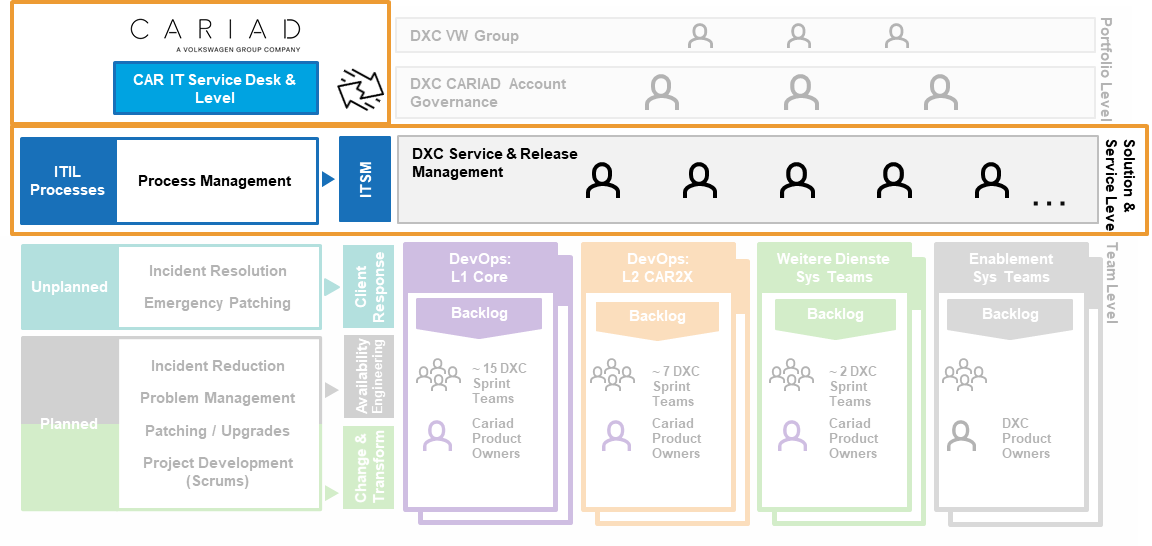 CARIAD
A VOLKSWAGEN GROUP COMPANY
CAR IT Service Desk &
Level
DXC VW Group
DXC CARIAD Account
Governance
Portfolio Level
ITIL
Processes
Process Management
ITSM
DXC Service & Release
Management
...
Solution &
Service Leve
Unplanned
Incident Resolution
Emergency Patching
Client
Response
Planned
Incident Reduction
Problem Management
Patching / Upgrades
Project Development
(Scrums)
Availability
Engineering
Change &
Transform
DevOps:
L1 Core
Backlog
~ 15 DXC
Sprint
Teams
Cariad
Product
Owners
DevOps:
L2 CAR2X
Backlog
~ 7 DXC
Sprint
Teams
Cariad
Product
Owners
Weitere Dienste
Sys Teams
Backlog
~ 2 DXC
Sprint
Teams
Cariad
Product
Owners
Enablement
Sys Teams
Backlog
DXC
Product
Owners
Team Level